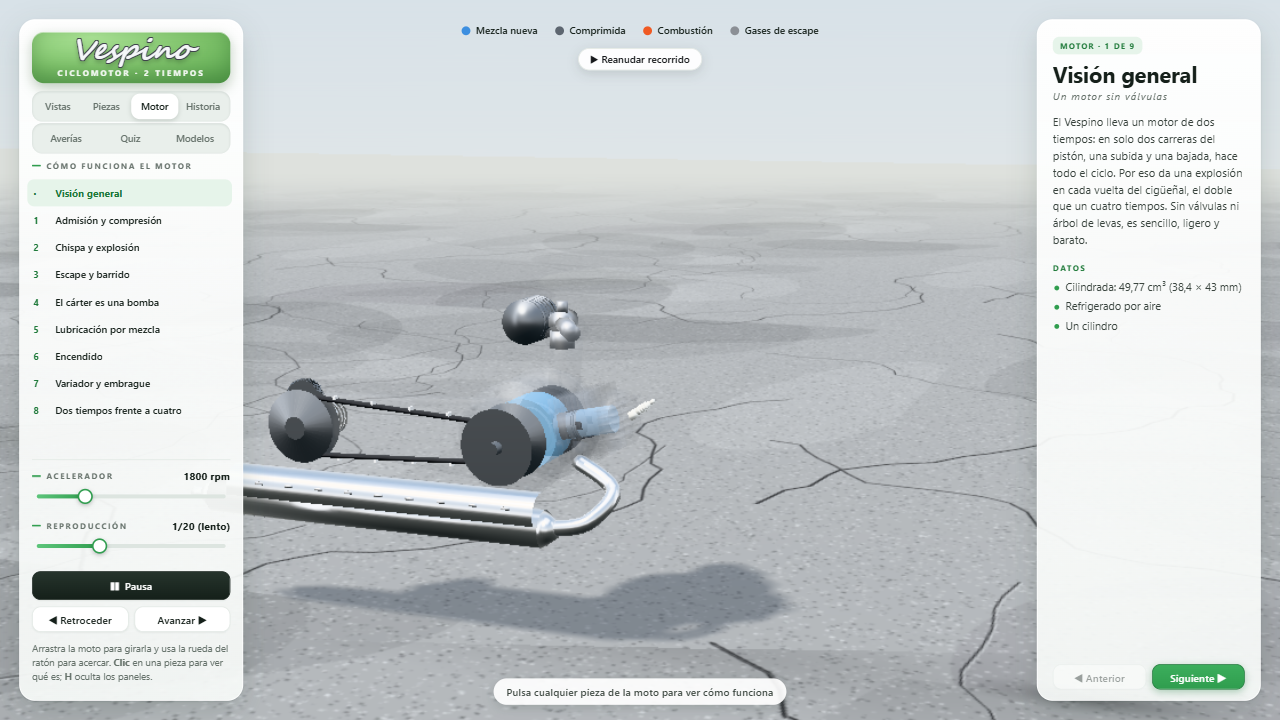 Vespino
CICLOMOTOR · 2 TIEMPOS
Vistas
Piezas
Motor
Historia
Averías
Quiz
Modelos
CÓMO FUNCIONA EL MOTOR
· Visión general
1 Admisión y compresión
2 Chispa y explosión
3 Escape y barrido
4 El cárter es una bomba
5 Lubricación por mezcla
6 Encendido
7 Variador y embrague
8 Dos tiempos frente a cuatro
ACELERADOR 1800 rpm
REPRODUCCIÓN 1/20 (lento)
Pausa
◀ Retroceder
Avanzar ▶
Arrastra la moto para girarla y usa la rueda del
ratón para acercar. Clic en una pieza para ver
qué es; H oculta los paneles.
Mezcla nueva
Comprimida
Combustión
Gases de escape
▶ Reanudar recorrido
Pulsa cualquier pieza de la moto para ver cómo funciona
MOTOR · 1 DE 9
Visión general
Un motor sin válvulas
El Vespino lleva un motor de dos
tiempos: en solo dos carreras del
pistón, una subida y una bajada, hace
todo el ciclo. Por eso da una explosión
en cada vuelta del cigüeñal, el doble
que un cuatro tiempos. Sin válvulas ni
árbol de levas, es sencillo, ligero y
barato.
DATOS
Cilindrada: 49,77 cm³ (38,4 × 43 mm)
Refrigerado por aire
Un cilindro
◀ Anterior
Siguiente ▶